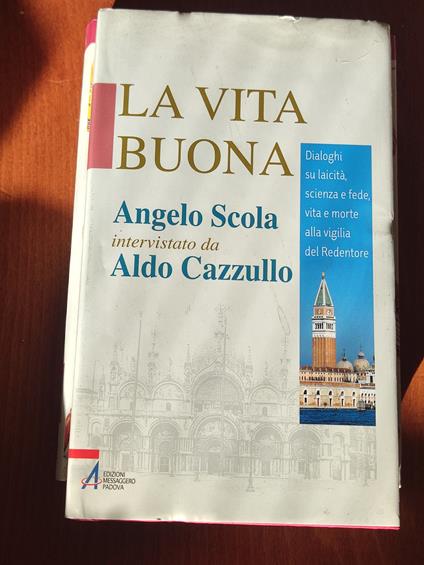 LA VITA
BUONA
Dialoghi
su laicità,
scienza e fede,
vita e morte
alla vigilia
del Redentore
Angelo Scola
intervistato da
Aldo Cazzullo
EDIZIONI
MESSAGGERO
PADOVA